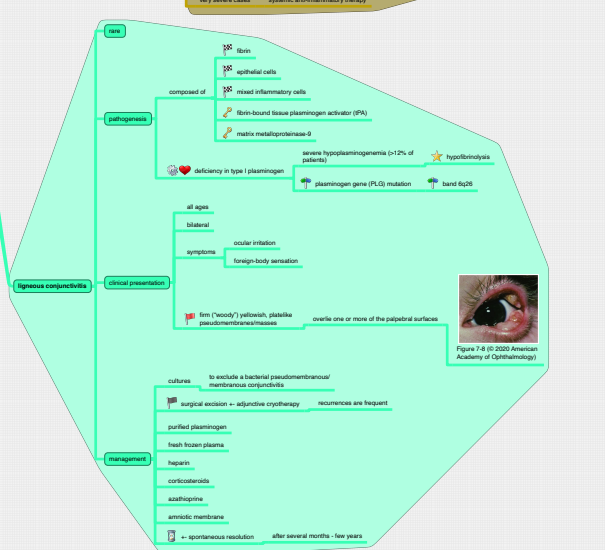 very severe cases systemic anti-inflammatory therapy
rare
fibrin
epithelial cells
composed of
mixed inflammatory cells
fibrin-bound tissue plasminogen activator (tPA)
pathogenesis
matrix metalloproteinase-9
severe hypoplasminogenemia (>12% of
patients)
hypofibrinolysis
deficiency in type I plasminogen
plasminogen gene (PLG) mutation
band 6q26
all ages
bilateral
ocular irritation
symptoms
foreign-body sensation
ligneous conjunctivitis
clinical presentation
firm ("woody") yellowish, platelike
pseudomembranes/masses
overlie one or more of the palpebral surfaces
Figure 7-8 (© 2020 American
Academy of Ophthalmology)
cultures
to exclude a bacterial pseudomembranous/
membranous conjunctivitis
surgical excision +- adjunctive cryotherapy
recurrences are frequent
purified plasminogen
fresh frozen plasma
management
heparin
corticosteroids
azathioprine
amniotic membrane
+- spontaneous resolution
after several months - few years